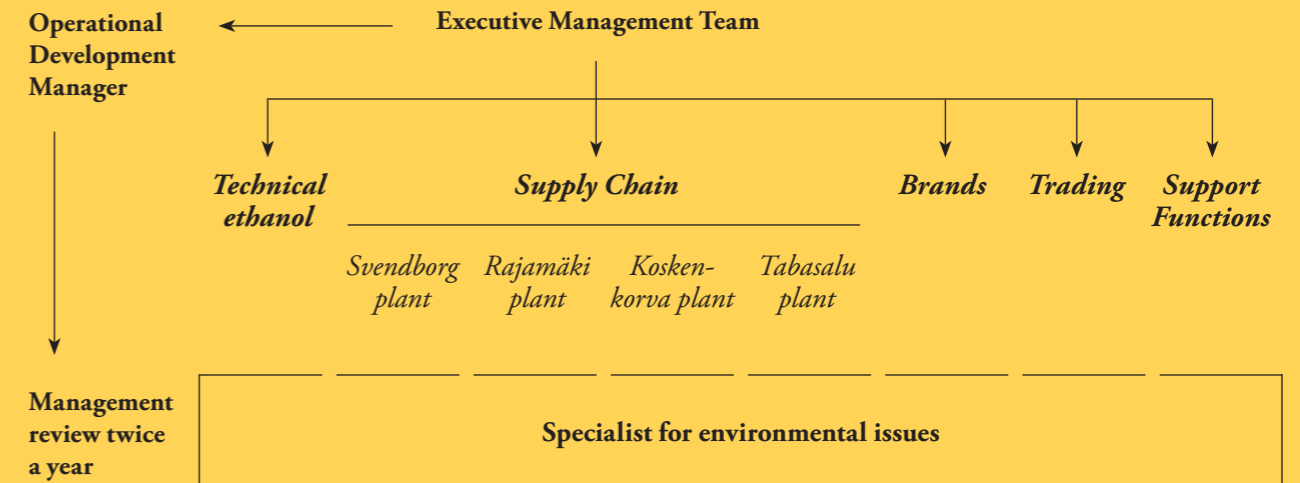 Operational
Development
Manager
Executive Management Team
Technical
ethanol
Supply Chain
Brands
Trading
Support
Functions
Svendborg
plant
Rajamäki
plant
Kosken-
korva plant
Tabasalu
plant
Management
review twice
a year
Specialist for environmental issues